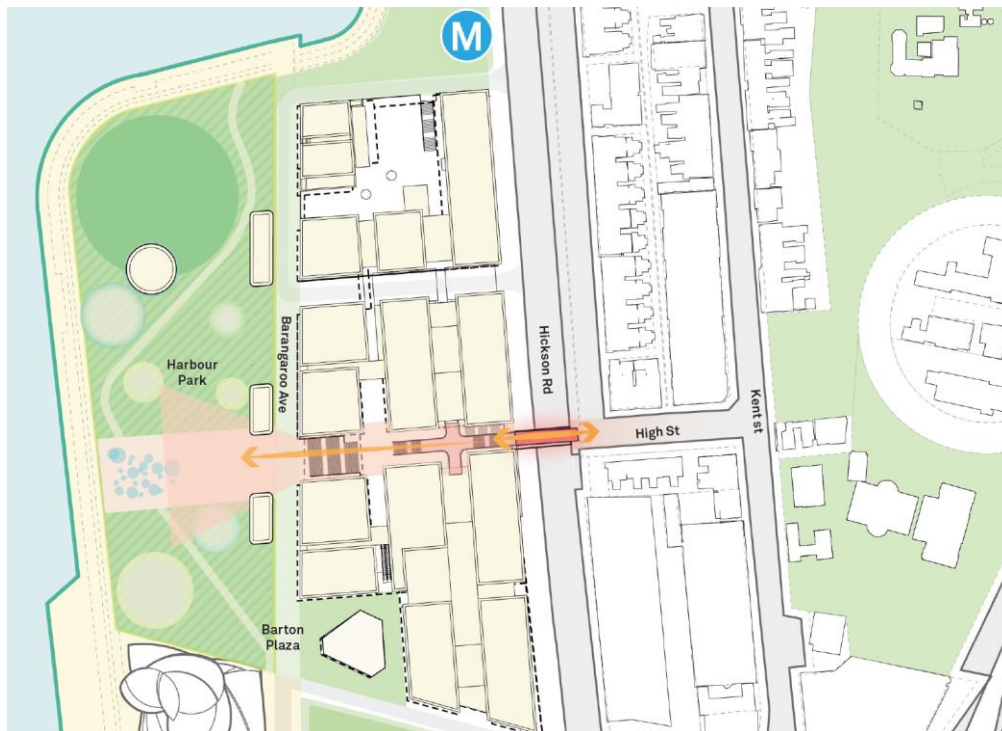 M
Hickson Rd
Barangaroo Ave
Harbour
Park
Kent st
High St
Barton
Plaza